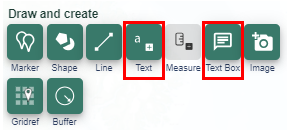 Draw and create
a
Marker Shape Line Text Measure Text Box Image
Gridref Buffer